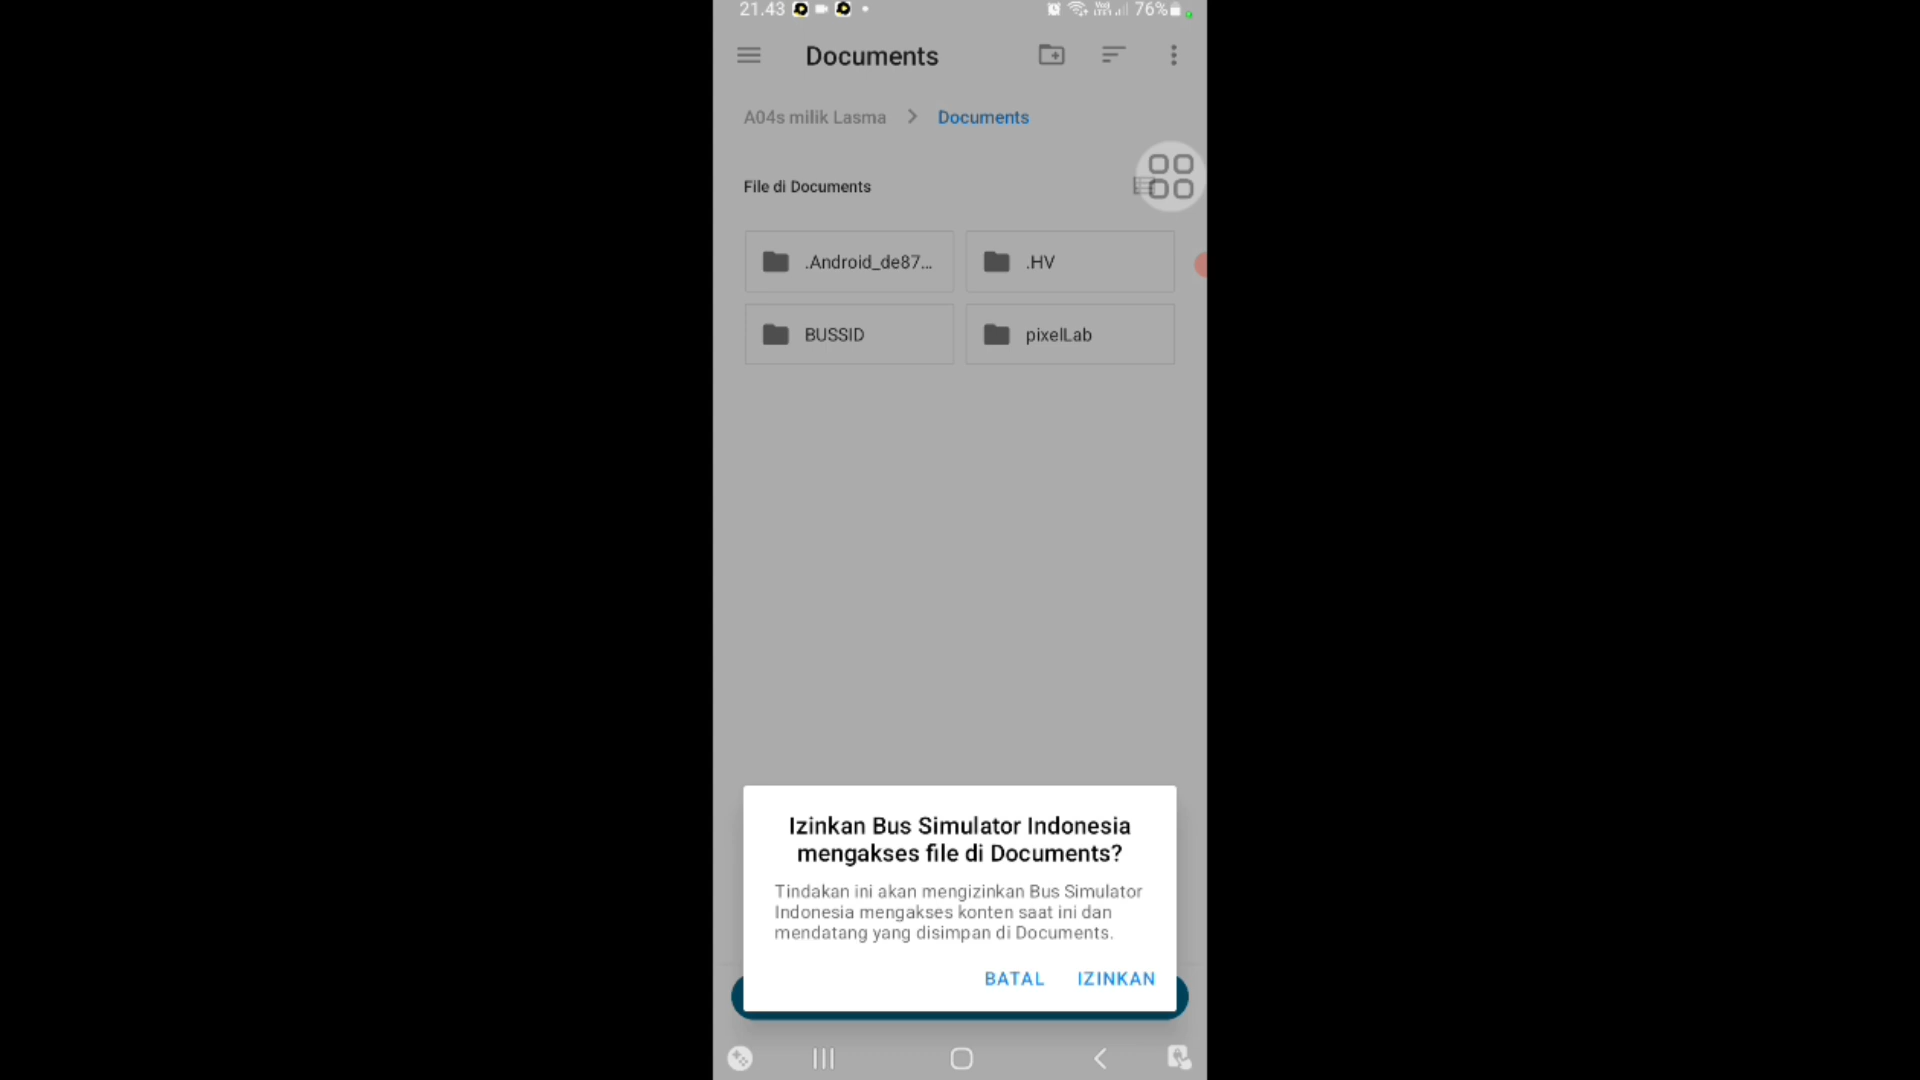 21.43
76%
Documents
A04s milik Lasma
Documents
File di Documents
.Android_de87...
.HV
BUSSID
pixelLab
Izinkan Bus Simulator Indonesia
mengakses file di Documents?
Tindakan ini akan mengizinkan Bus Simulator
Indonesia mengakses konten saat ini dan
mendatang yang disimpan di Documents.
BATAL
IZINKAN